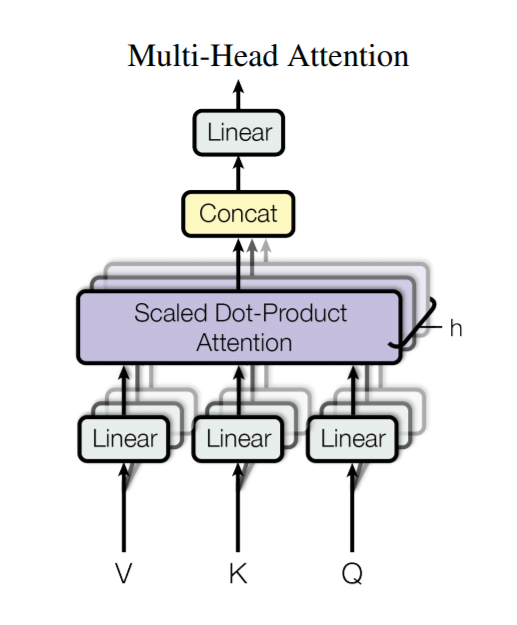 Multi-Head Attention
Linear
Concat
Scaled Dot-Product
Attention
h
Linear
Linear
Linear
V
K
Q